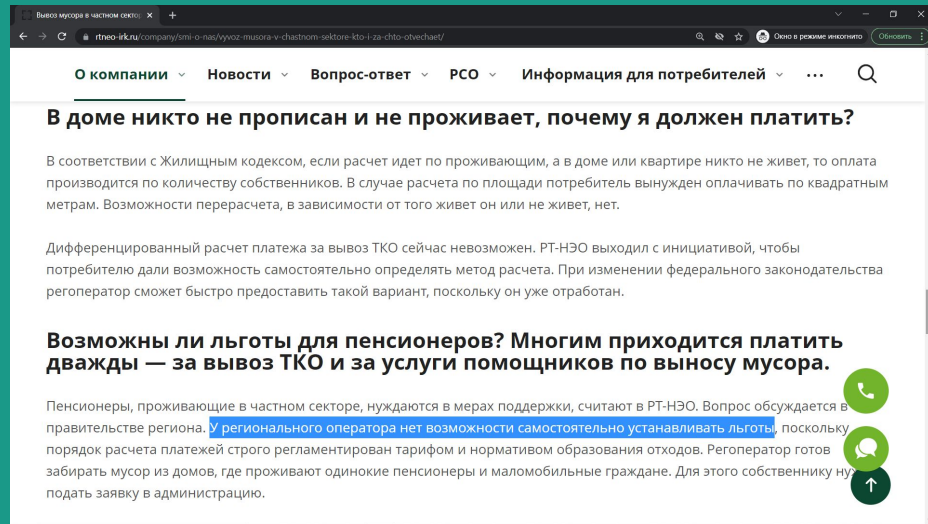 Вывоз мусора в частном сектор
rtneo-irk.ru/company/smi-o-nas/vyvoz-musora-v-chastnom-sektore-kto-i-za-chto-otvechaet/
Окно в режиме инкогнито
Обновить
О компании
Новости
Вопрос-ответ
РСО
Информация для потребителей
В доме никто не прописан и не проживает, почему я должен платить?
В соответствии с Жилищным кодексом, если расчет идет по проживающим, а в доме или квартире никто не живет, то оплата
производится по количеству собственников. В случае расчета по площади потребитель вынужден оплачивать по квадратным
метрам. Возможности перерасчета, в зависимости от того живет он или не живет, нет.
Дифференцированный расчет платежа за вывоз ТКО сейчас невозможен. РТ-НЭО выходил с инициативой, чтобы
потребителю дали возможность самостоятельно определять метод расчета. При изменении федерального законодательства
регоператор сможет быстро предоставить такой вариант, поскольку он уже отработан.
Возможны ли льготы для пенсионеров? Многим приходится платить
дважды — за вывоз ТКО и за услуги помощников по выносу мусора.
Пенсионеры, проживающие в частном секторе, нуждаются в мерах поддержки, считают в РТ-НЭО. Вопрос обсуждается в
правительстве региона. У регионального оператора нет возможности самостоятельно устанавливать льготы, поскольку
порядок расчета платежей строго регламентирован тарифом и нормативом образования отходов. Регоператор готов
забирать мусор из домов, где проживают одинокие пенсионеры и маломобильные граждане. Для этого собственнику
подать заявку в администрацию.